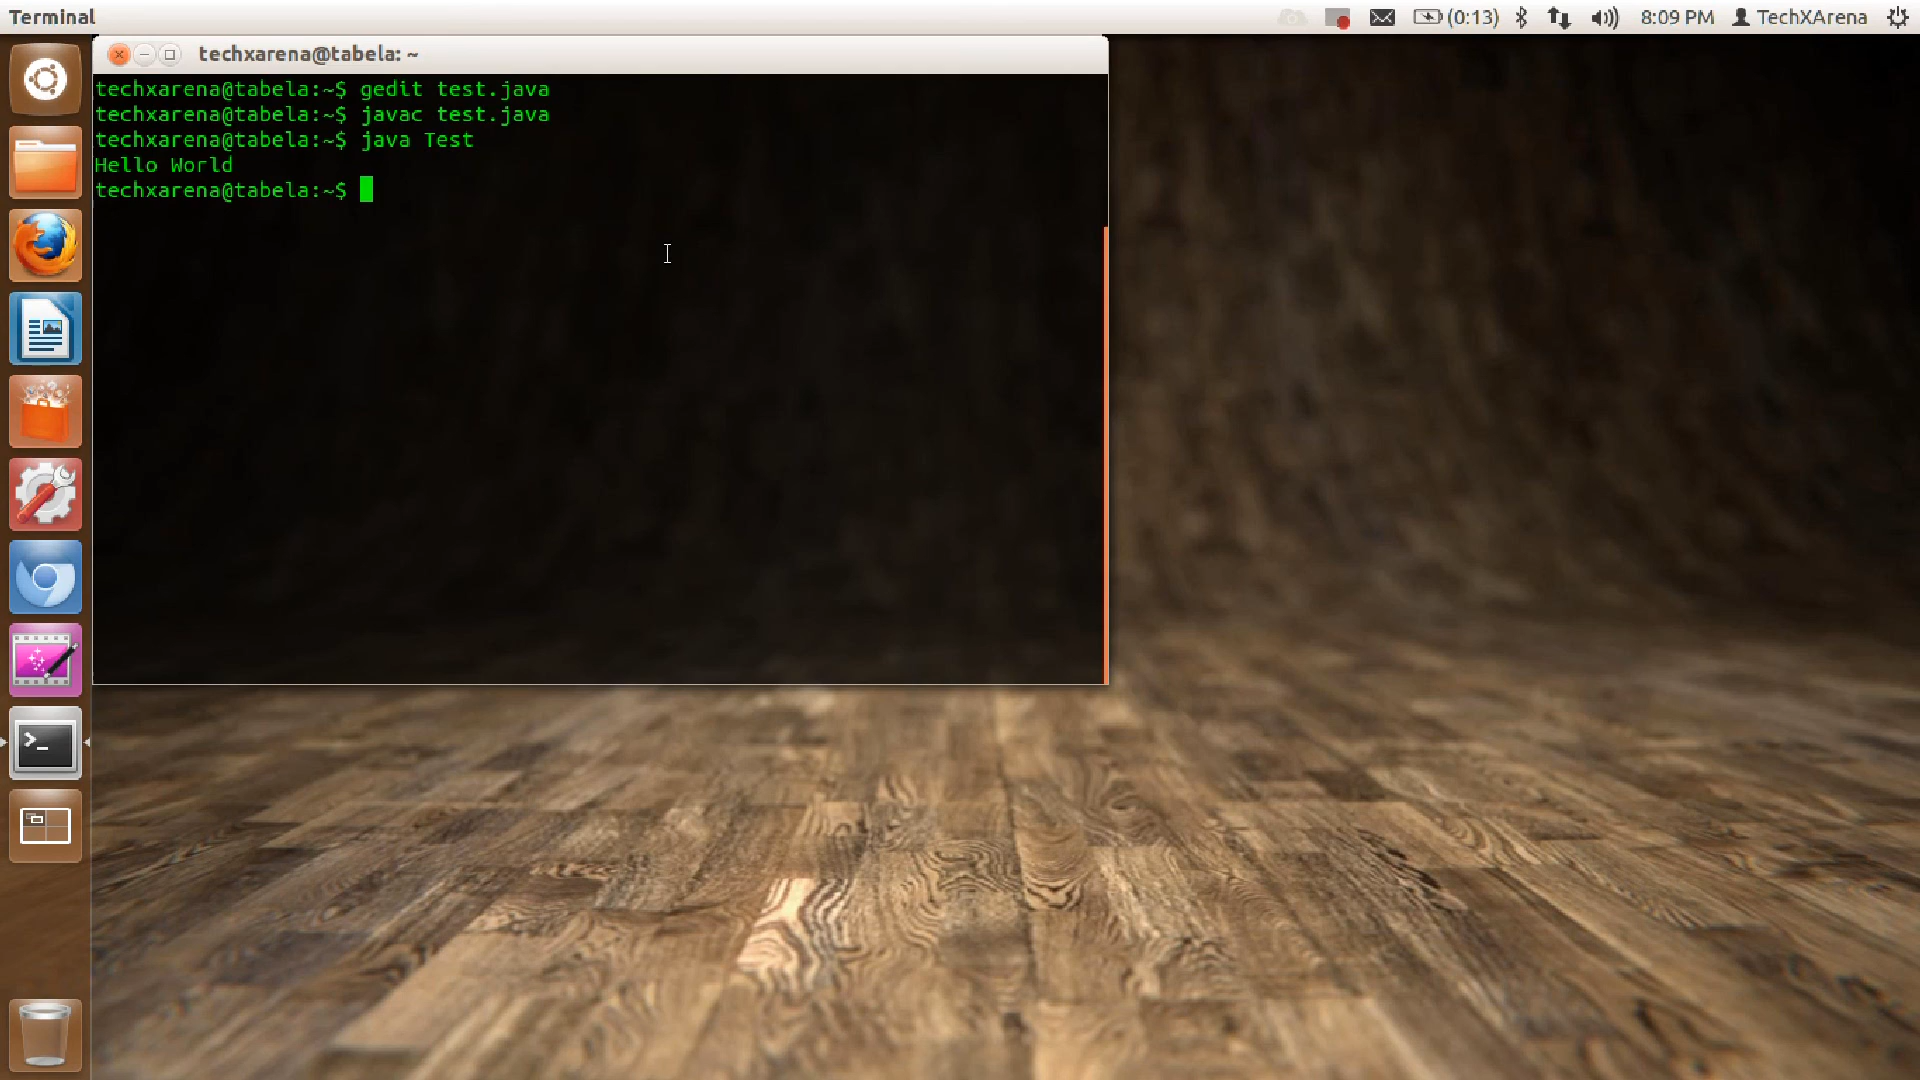 Terminal
(0:13)
8:09 PM
TechXArena
techxarena@tabela: ~
techxarena@tabela:~$ gedit test.java
techxarena@tabela:~$ javac test.java
techxarena@tabela:~$ java Test
Hello World
techxarena@tabela:~$